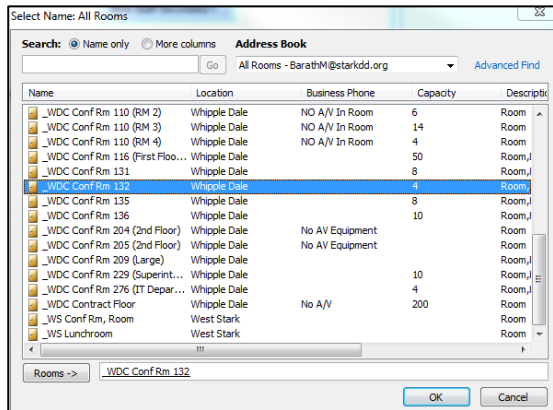 Select Name: All Rooms
Search: Name only More columns Address Book
Go All Rooms - BarathM@starkdd.org Advanced Find
Name Location Business Phone Capacity Descriptic
_WDC Conf Rm 110 (RM 2) Whipple Dale NO A/V In Room 6 Room
_WDC Conf Rm 110 (RM 3) Whipple Dale NO A/V In Room 14 Room
_WDC Conf Rm 110 (RM 4) Whipple Dale NO A/V In Room 4 Room
_WDC Conf Rm 116 (First Floo... Whipple Dale 50 Room,I
_WDC Conf Rm 131 Whipple Dale 8 Room,I
_WDC Conf Rm 132 Whipple Dale 4 Room,
_WDC Conf Rm 135 Whipple Dale 8 Room,I
_WDC Conf Rm 136 Whipple Dale 10 Room,I
_WDC Conf Rm 204 (2nd Floor) Whipple Dale No AV Equipment Room
_WDC Conf Rm 205 (2nd Floor) Whipple Dale No AV Equipment Room
_WDC Conf Rm 209 (Large) Whipple Dale Room,I
_WDC Conf Rm 229 (Superint... Whipple Dale 10 Room,I
_WDC Conf Rm 276 (IT Depar... Whipple Dale 4 Room,I
_WDC Contract Floor Whipple Dale No A/V 200 Room
_WS Conf Rm, Room West Stark Room
_WS Lunchroom West Stark Room
Rooms -> _WDC Conf Rm 132
OK Cancel